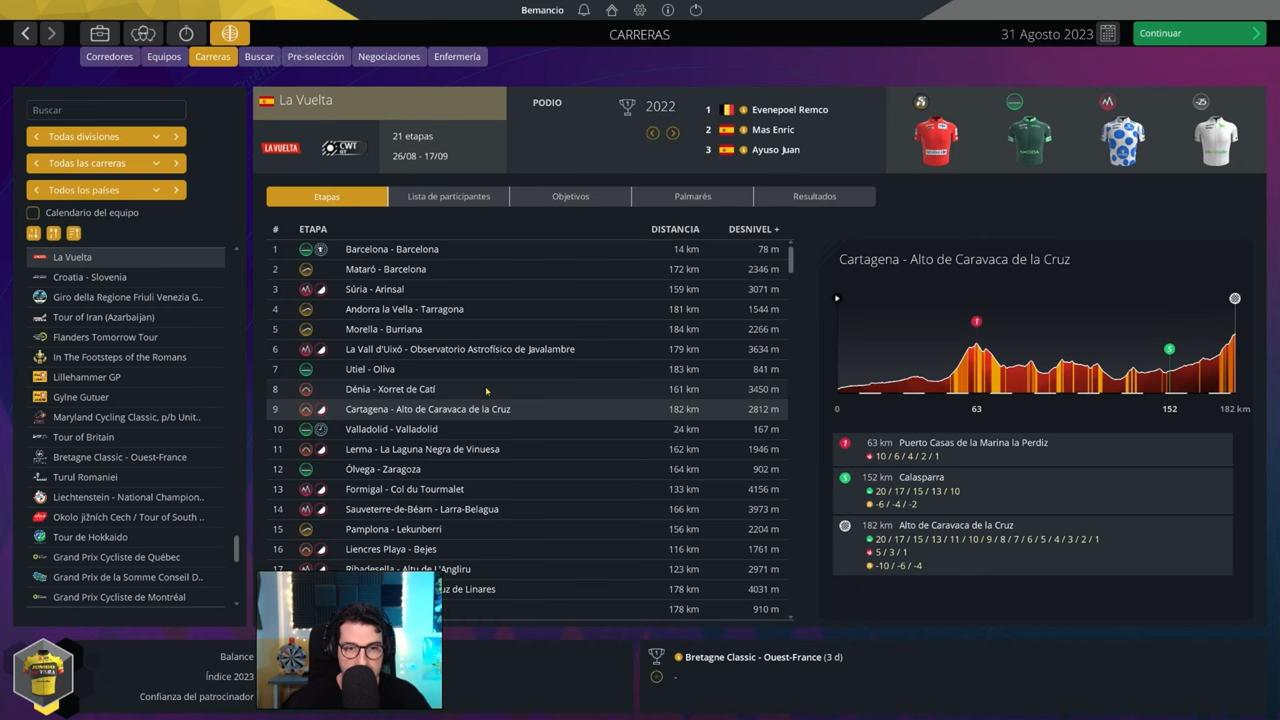 Bemancio
CARRERAS
31 Agosto 2023
Continuar
Corredores
Equipos
Carreras
Buscar
Pre-selección
Negociaciones
Enfermería
Buscar
Todas divisiones
Todas las carreras
Todos los países
Calendario del equipo
La Vuelta
Croatia - Slovenia
Giro della Regione Friuli Venezia G..
Tour of Iran (Azarbaijan)
Flanders Tomorrow Tour
In The Footsteps of the Romans
Lillehammer GP
Gylne Gutuer
Maryland Cycling Classic, p/b Unit..
Tour of Britain
Bretagne Classic - Ouest-France
Turul Romaniei
Liechtenstein - National Champion..
Okolo jižních Cech / Tour of South ..
Tour de Hokkaido
Grand Prix Cycliste de Québec
Grand Prix de la Somme Conseil D..
Grand Prix Cycliste de Montréal
La Vuelta
LA VUELTA
CWT
21 etapas
26/08 - 17/09
PODIO
2022
1 Evenepoel Remco
2 Mas Enric
3 Ayuso Juan
-25
Etapas
Lista de participantes
Objetivos
Palmarés
Resultados
# ETAPA DISTANCIA DESNIVEL +
1 Barcelona - Barcelona 14 km 78 m
2 Mataró - Barcelona 172 km 2346 m
3 Súria - Arinsal 159 km 3071 m
4 Andorra la Vella - Tarragona 181 km 1544 m
5 Morella - Burriana 184 km 2266 m
6 La Vall d'Uixó - Observatorio Astrofísico de Javalambre 179 km 3634 m
7 Utiel - Oliva 183 km 841 m
8 Dénia - Xorret de Catí 161 km 3450 m
9 Cartagena - Alto de Caravaca de la Cruz 182 km 2812 m
10 Valladolid - Valladolid 24 km 167 m
11 Lerma - La Laguna Negra de Vinuesa 162 km 1946 m
12 Ólvega - Zaragoza 164 km 902 m
13 Formigal - Col du Tourmalet 133 km 4156 m
14 Sauveterre-de-Béarn - Larra-Belagua 166 km 3973 m
15 Pamplona - Lekunberri 156 km 2204 m
16 Liencres Playa - Bejes 116 km 1761 m
17 Ribadesella - Altu de L'Angliru 123 km 2971 m
uz de Linares 178 km 4031 m
178 km 910 m
Cartagena - Alto de Caravaca de la Cruz
1
S
0 63 152 182 km
1 63 km Puerto Casas de la Marina la Perdiz
10 / 6 / 4 / 2 / 1
S 152 km Calasparra
20 / 17 / 15 / 13 / 10
-6 / -4 / -2
182 km Alto de Caravaca de la Cruz
20 / 17 / 15 / 13 / 11 / 10 / 9 / 8 / 7 / 6 / 5 / 4 / 3 / 2 / 1
5 / 3 / 1
-10 / -6 / -4
Balance
Índice 2023
Confianza del patrocinador
Bretagne Classic - Ouest-France (3 d)
-